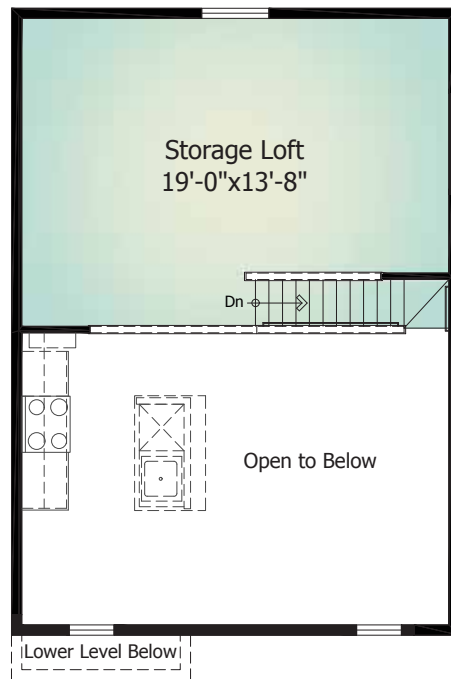 Storage Loft
19'-0"x13'-8"
Dn
Open to Below
Lower Level Below